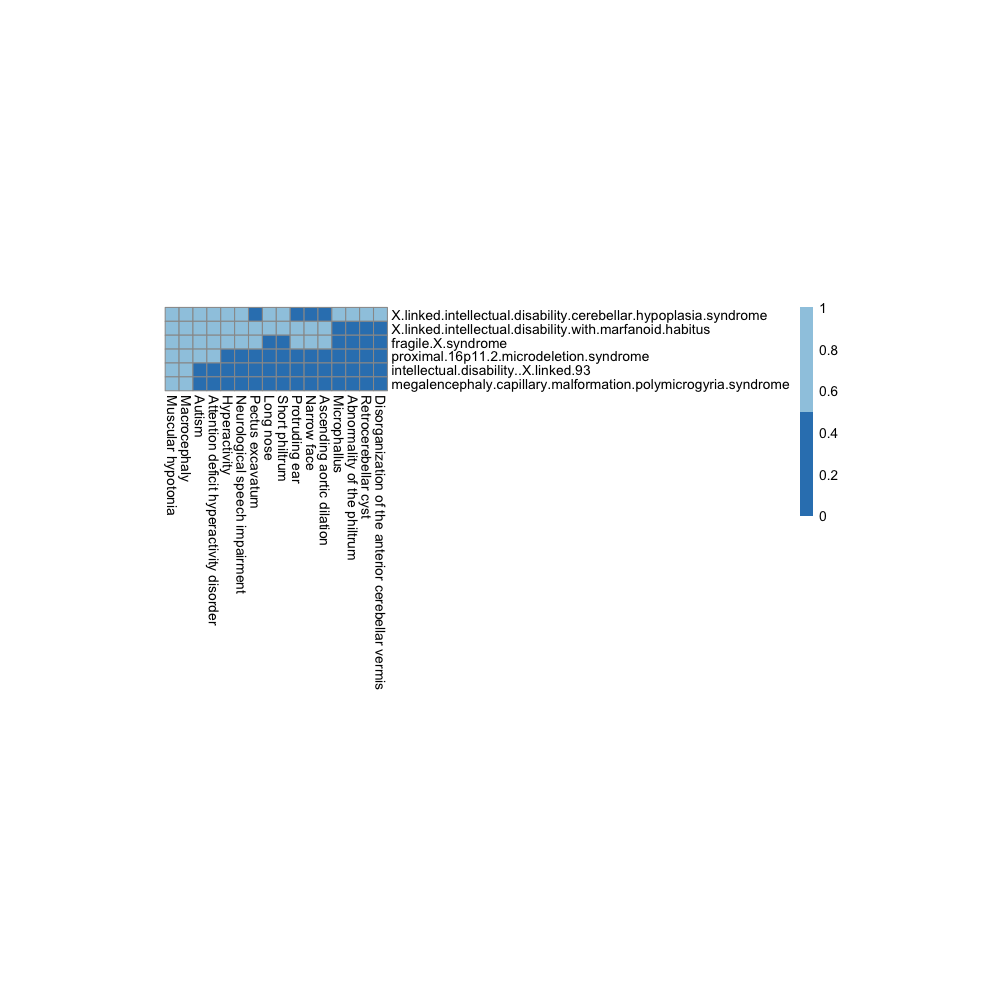 X.linked.intellectual.disability.cerebellar.hypoplasia.syndrome
X.linked.intellectual.disability.with.marfanoid.habitus
fragile.X.syndrome
proximal.16p11.2.microdeletion.syndrome
intellectual.disability..X.linked.93
megalencephaly.capillary.malformation.polymicrogyria.syndrome
Muscular hypotonia
Macrocephaly
Autism
Attention deficit hyperactivity disorder
Hyperactivity
Neurological speech impairment
Pectus excavatum
Long nose
Short philtrum
Protruding ear
Narrow face
Ascending aortic dilation
Microphallus
Abnormality of the philtrum
Retrocerebellar cyst
Disorganization of the anterior cerebellar vermis
1
0.8
0.6
0.4
0.2
0